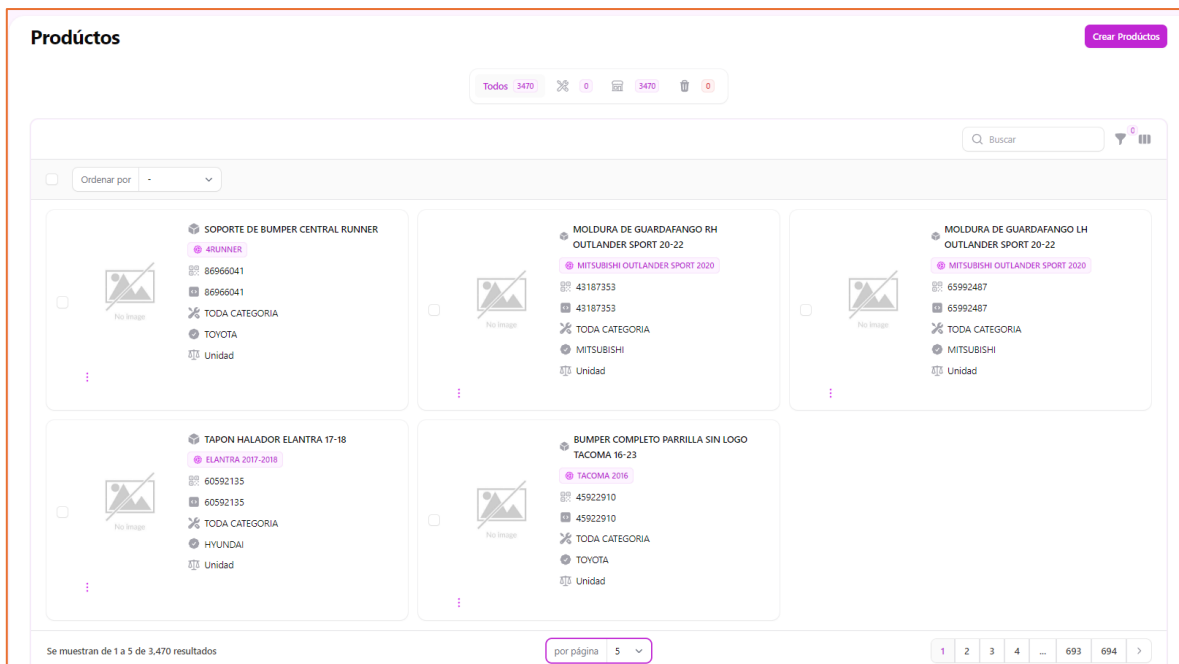 Prodúctos
Crear Prodúctos
Todos 3470 0 3470 0
Buscar 0
Ordenar por -
SOPORTE DE BUMPER CENTRAL RUNNER
4RUNNER
86966041
86966041
TODA CATEGORIA
TOYOTA
Unidad
No Image
MOLDURA DE GUARDAFANGO RH
OUTLANDER SPORT 20-22
MITSUBISHI OUTLANDER SPORT 2020
43187353
43187353
TODA CATEGORIA
MITSUBISHI
Unidad
No Image
MOLDURA DE GUARDAFANGO LH
OUTLANDER SPORT 20-22
MITSUBISHI OUTLANDER SPORT 2020
65992487
65992487
TODA CATEGORIA
MITSUBISHI
Unidad
No Image
TAPON HALADOR ELANTRA 17-18
ELANTRA 2017-2018
60592135
60592135
TODA CATEGORIA
HYUNDAI
Unidad
No Image
BUMPER COMPLETO PARRILLA SIN LOGO
TACOMA 16-23
TACOMA 2016
45922910
45922910
TODA CATEGORIA
TOYOTA
Unidad
No Image
Se muestran de 1 a 5 de 3,470 resultados
por página 5
1 2 3 4 ... 693 694